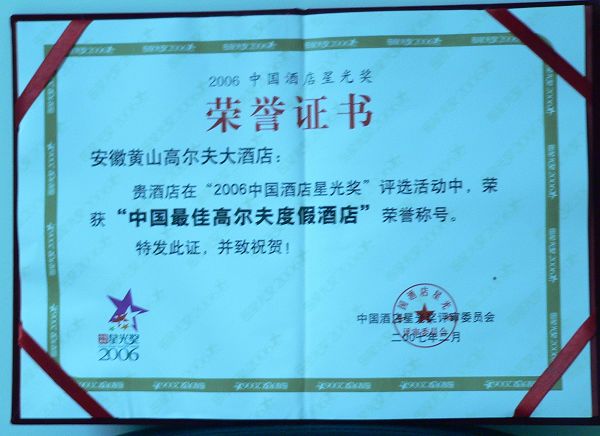 2006 中国酒店星光奖
荣誉证书
安徽黄山高尔夫大酒店：
贵酒店在“2006中国酒店星光奖”评选活动中，荣
获“中国最佳高尔夫度假酒店”荣誉称号。
特发此证，并致祝贺！
星光奖
2006
中国酒店星光奖评审委员会
二〇〇七年二月